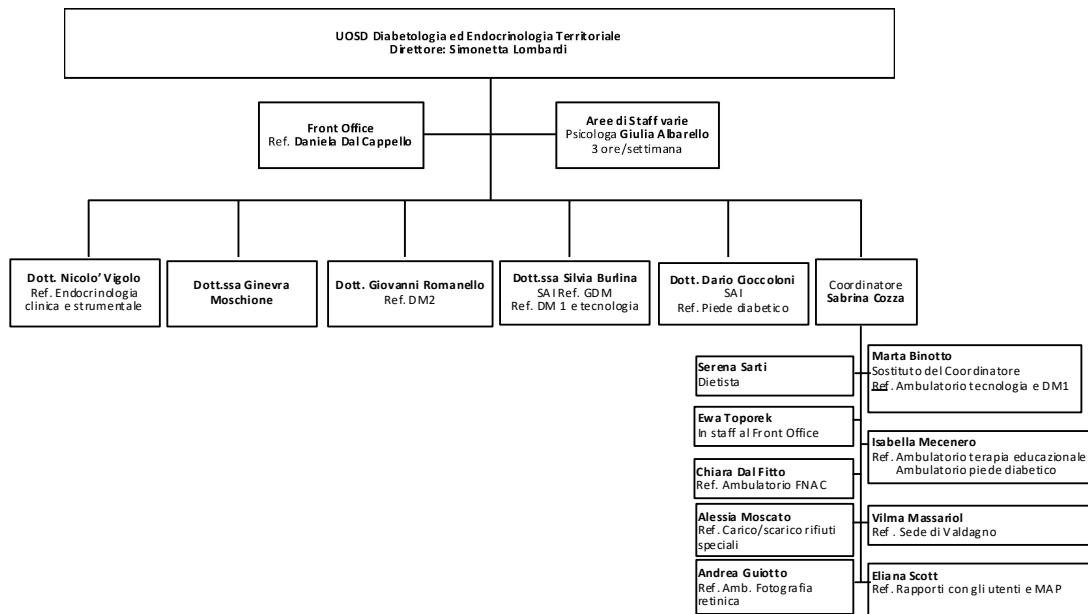 UOSD Diabetologia ed Endocrinologia Territoriale
Direttore: Simonetta Lombardi
Front Office
Ref. Daniela Dal Cappello
Aree di Staff varie
Psicologa Giulia Albarello
3 ore/settimana
Dott. Nicolo' Vigolo
Ref. Endocrinologia
clinica e strumentale
Dott.ssa Ginevra
Moschione
Dott. Giovanni Romanello
Ref. DM2
Dott.ssa Silvia Burlina
SAI Ref. GDM
Ref. DM 1 e tecnologia
Dott. Dario Cioccoloni
SAI
Ref. Piede diabetico
Coordinatore
Sabrina Cozza
Serena Sarti
Dietista
Marta Binotto
Sostituto del Coordinatore
Ref. Ambulatorio tecnologia e DM1
Ewa Toporek
In staff al Front Office
Isabella Mecenero
Ref. Ambulatorio terapia educazionale
Ambulatorio piede diabetico
Chiara Dal Fitto
Ref. Ambulatorio FNAC
Alessia Moscato
Ref. Carico/scarico rifiuti
speciali
Vilma Massariol
Ref. Sede di Valdagno
Andrea Guiotto
Ref. Amb. Fotografia
retinica
Eliana Scott
Ref. Rapporti con gli utenti e MAP